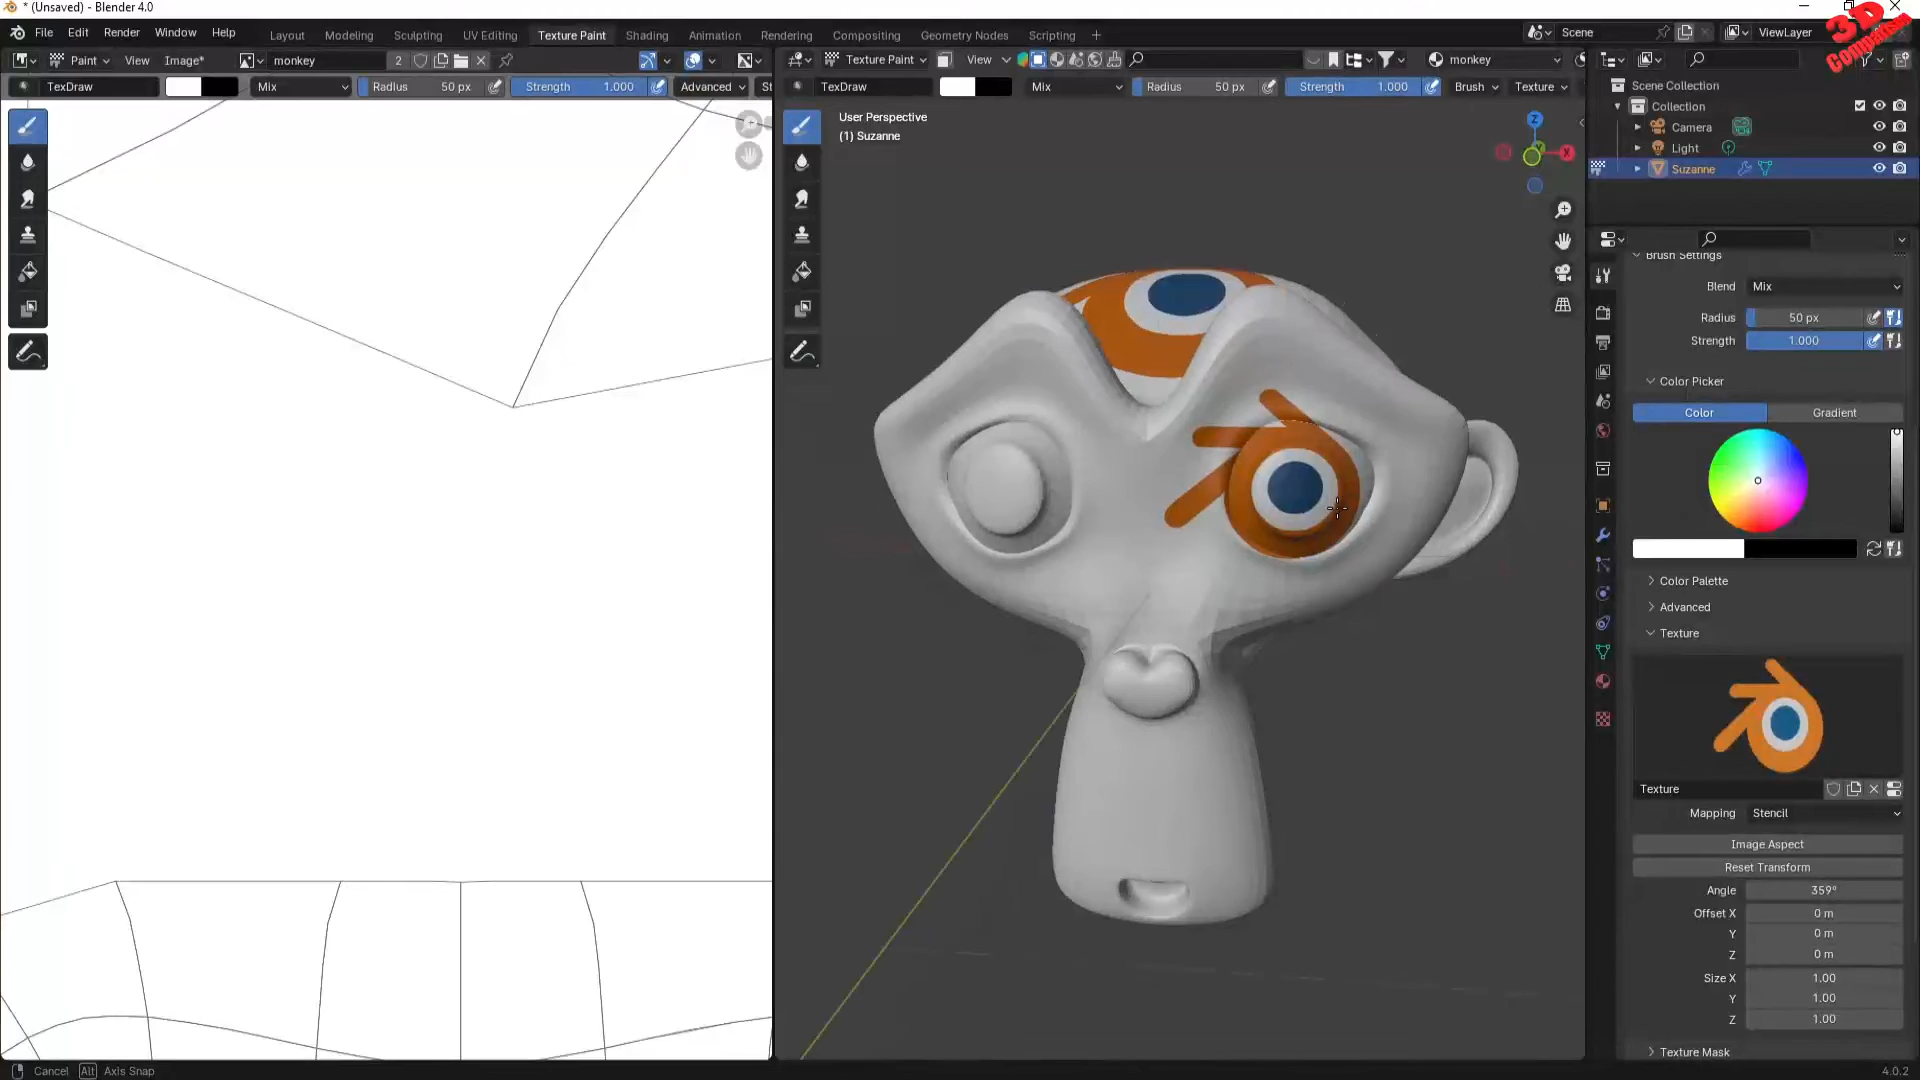 * (Unsaved) - Blender 4.0
File Edit Render Window Help
Layout Modeling Sculpting UV Editing Texture Paint Shading Animation Rendering Compositing Geometry Nodes Scripting +
Scene
ViewLayer
3D
Comparison
Paint View Image* monkey 2
Texture Paint View monkey
TexDraw Mix Radius 50 px Strength 1.000 Advanced St
TexDraw Mix Radius 50 px Strength 1.000 Brush Texture
Scene Collection
Collection
Camera
Light
Suzanne
User Perspective
(1) Suzanne
Z
X
Brush Settings
Blend Mix
Radius 50 px
Strength 1.000
Color Picker
Color Gradient
Color Palette
Advanced
Texture
Texture
Mapping Stencil
Image Aspect
Reset Transform
Angle 359°
Offset X 0 m
Y 0 m
Z 0 m
Size X 1.00
Y 1.00
Z 1.00
Texture Mask
Cancel Alt Axis Snap
4.0.2